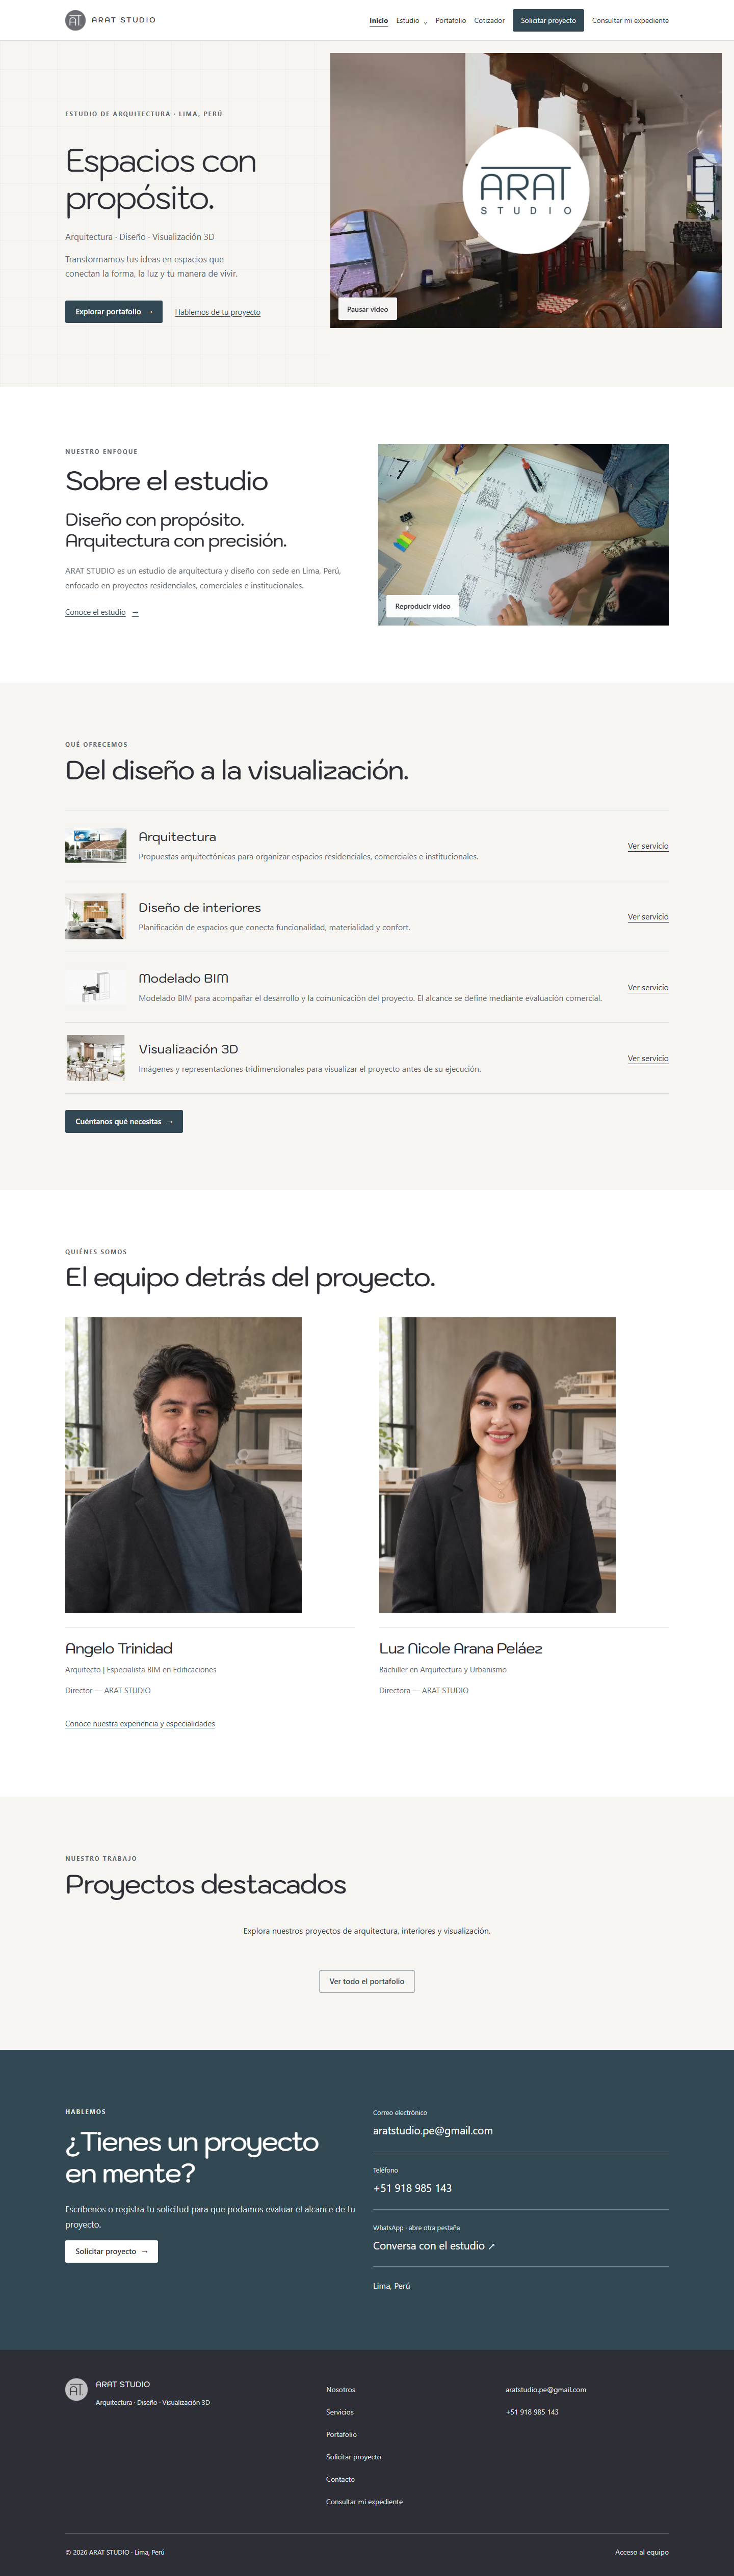 ARAT STUDIO
Inicio
Estudio
Portafolio
Cotizador
Solicitar proyecto
Consultar mi expediente
ESTUDIO DE ARQUITECTURA · LIMA, PERÚ
Espacios con
propósito.
Arquitectura · Diseño · Visualización 3D
Transformamos tus ideas en espacios que
conectan la forma, la luz y tu manera de vivir.
Explorar portafolio →
Hablemos de tu proyecto
ARAT
STUDIO
Pausar video
NUESTRO ENFOQUE
Sobre el estudio
Diseño con propósito.
Arquitectura con precisión.
ARAT STUDIO es un estudio de arquitectura y diseño con sede en Lima, Perú,
enfocado en proyectos residenciales, comerciales e institucionales.
Conoce el estudio →
Reproducir video
QUÉ OFRECEMOS
Del diseño a la visualización.
Arquitectura
Propuestas arquitectónicas para organizar espacios residenciales, comerciales e institucionales.
Ver servicio
Diseño de interiores
Planificación de espacios que conecta funcionalidad, materialidad y confort.
Ver servicio
Modelado BIM
Modelado BIM para acompañar el desarrollo y la comunicación del proyecto. El alcance se define mediante evaluación comercial.
Ver servicio
Visualización 3D
Imágenes y representaciones tridimensionales para visualizar el proyecto antes de su ejecución.
Ver servicio
Cuéntanos qué necesitas →
QUIÉNES SOMOS
El equipo detrás del proyecto.
Angelo Trinidad
Arquitecto | Especialista BIM en Edificaciones
Director — ARAT STUDIO
Luz Nicole Arana Peláez
Bachiller en Arquitectura y Urbanismo
Directora — ARAT STUDIO
Conoce nuestra experiencia y especialidades
NUESTRO TRABAJO
Proyectos destacados
Explora nuestros proyectos de arquitectura, interiores y visualización.
Ver todo el portafolio
HABLEMOS
¿Tienes un proyecto
en mente?
Escríbenos o registra tu solicitud para que podamos evaluar el alcance de tu
proyecto.
Solicitar proyecto →
Correo electrónico
aratstudio.pe@gmail.com
Teléfono
+51 918 985 143
WhatsApp · abre otra pestaña
Conversa con el estudio ↗
Lima, Perú
ARAT STUDIO
Arquitectura · Diseño · Visualización 3D
Nosotros
Servicios
Portafolio
Solicitar proyecto
Contacto
Consultar mi expediente
aratstudio.pe@gmail.com
+51 918 985 143
© 2026 ARAT STUDIO · Lima, Perú
Acceso al equipo